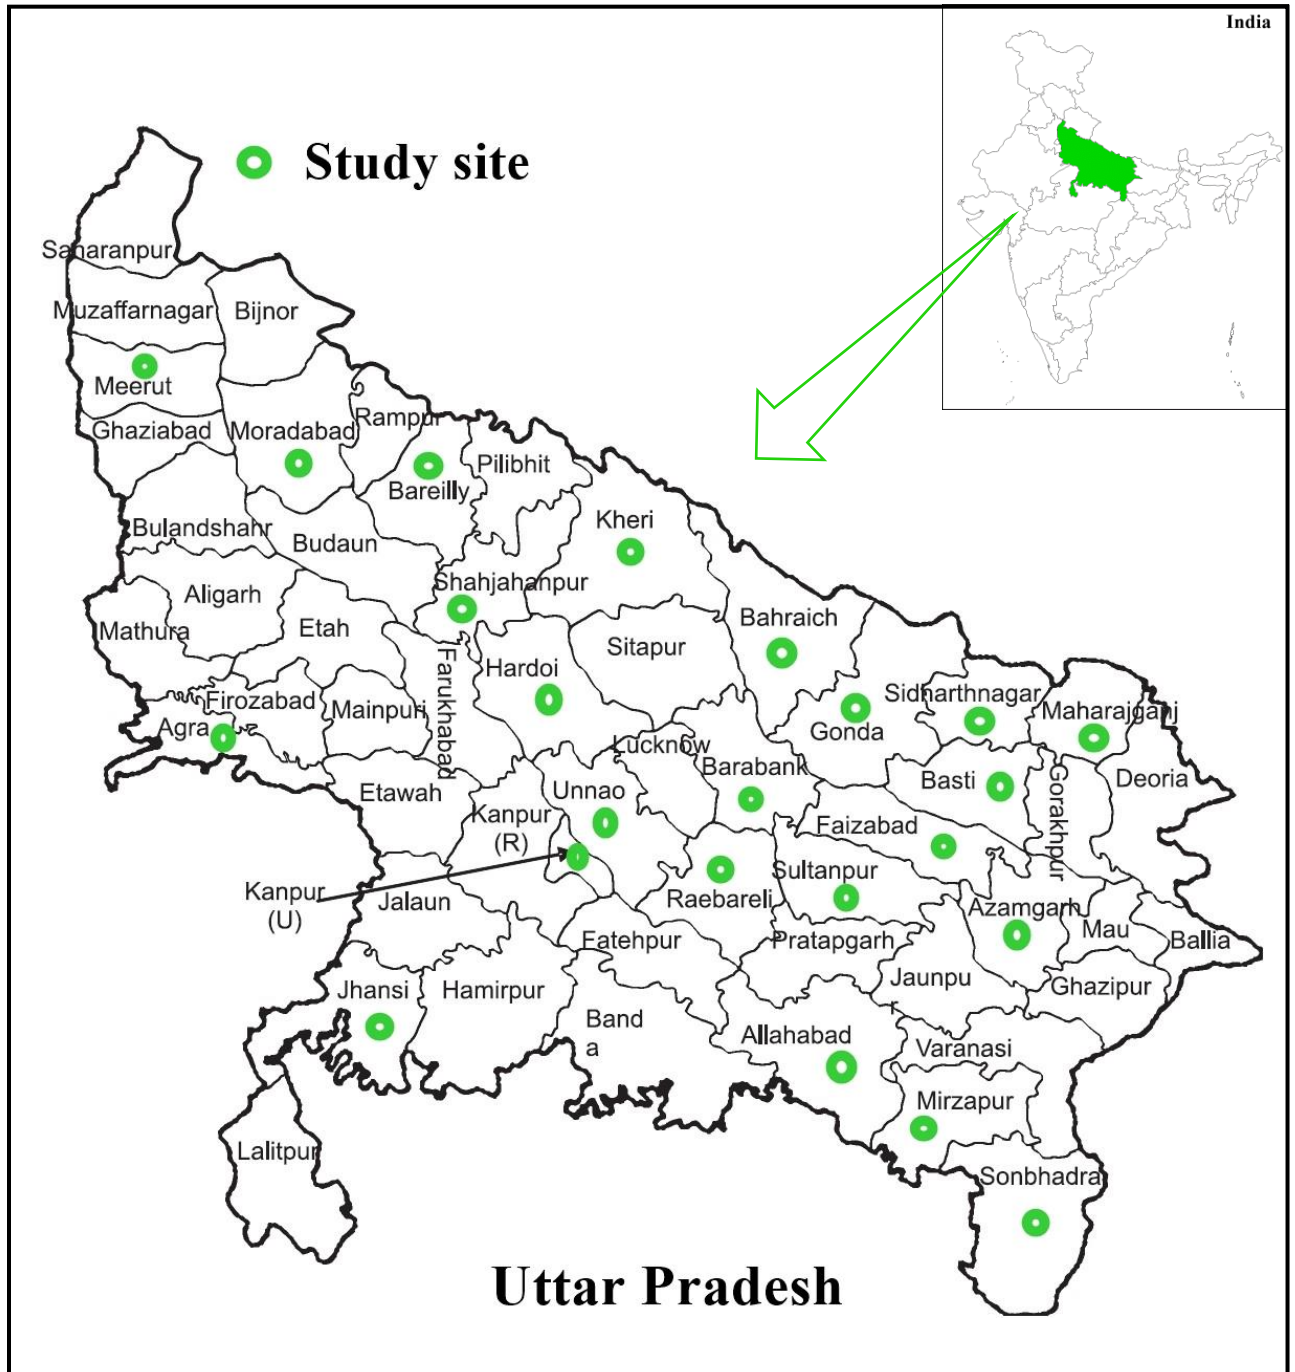 India
Study site
Saharanpur
Muzaffarnagar
Bijnor
Meerut
Ghaziabad
Moradabad
Rampur
Bareilly
Pilibhit
Bulandshahr
Budaun
Kheri
Shahjahanpur
Aligarh
Mathura
Etah
Farukhabad
Hardoi
Sitapur
Bahraich
Firozabad
Agra
Mainpuri
Sidharthnagar
Maharajganj
Gonda
Lucknow
Barabank
Basti
Gorakhpur
Deoria
Etawah
Unnao
Kanpur
(R)
Faizabad
Kanpur
(U)
Jalaun
Raebareli
Sultanpur
Azamgarh
Mau
Ballia
Fatehpur
Pratapgarh
Jaunpu
Ghazipur
Jhansi
Hamirpur
Band
a
Allahabad
Varanasi
Mirzapur
Lalitpur
Sonbhadra
Uttar Pradesh